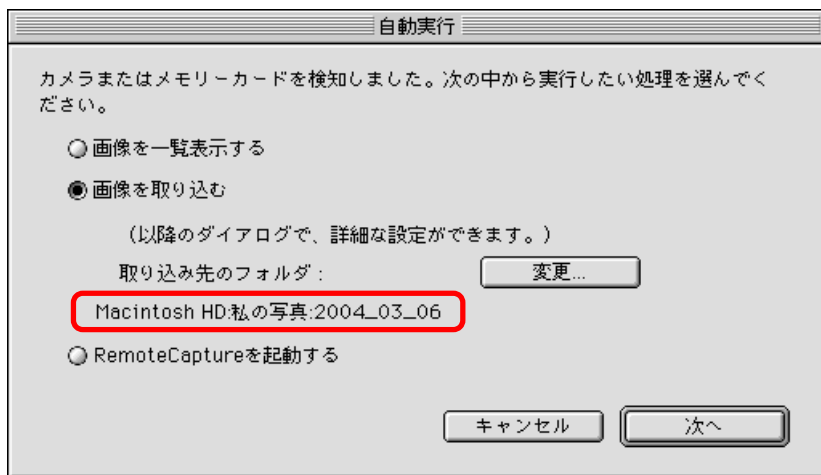 自動実行
カメラまたはメモリーカードを検知しました。次の中から実行したい処理を選んでく
ださい。
画像を一覧表示する
画像を取り込む
(以降のダイアログで、詳細な設定ができます。)
取り込み先のフォルダ: 変更...
Macintosh HD:私の写真:2004_03_06
RemoteCaptureを起動する
キャンセル 次へ